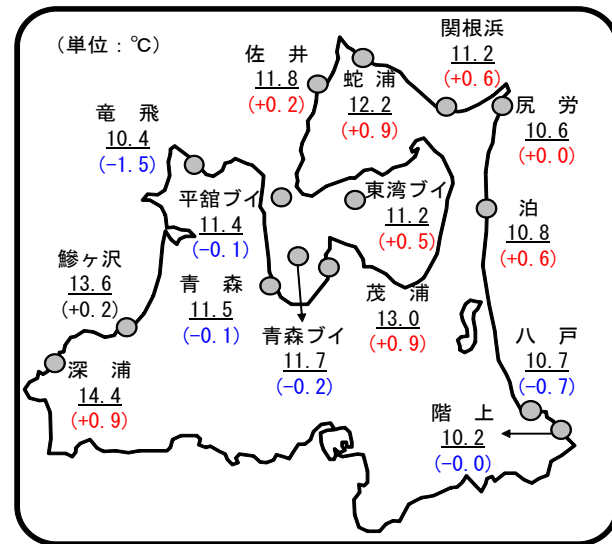 (単位:℃)
関根浜
11.2
(+0.6)
佐井
11.8
(+0.2)
蛇浦
12.2
(+0.9)
尻労
10.6
(+0.0)
竜飛
10.4
(-1.5)
平舘ブイ
11.4
(-0.1)
東湾ブイ
11.2
(+0.5)
泊
10.8
(+0.6)
鰺ヶ沢
13.6
(+0.2)
青森
11.5
(-0.1)
茂浦
13.0
(+0.9)
青森ブイ
11.7
(-0.2)
八戸
10.7
(-0.7)
深浦
14.4
(+0.9)
階上
10.2
(-0.0)